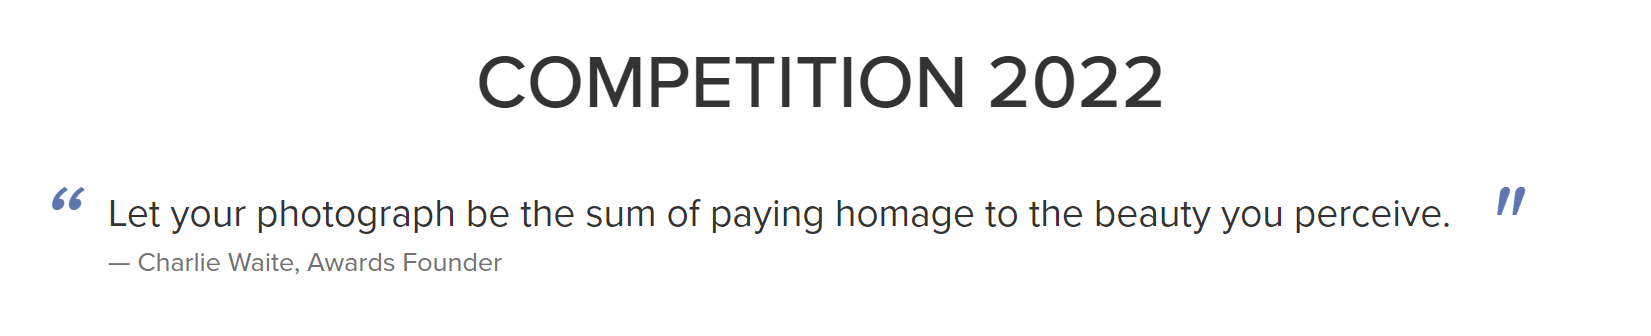 COMPETITION 2022
“ Let your photograph be the sum of paying homage to the beauty you perceive. "
— Charlie Waite, Awards Founder